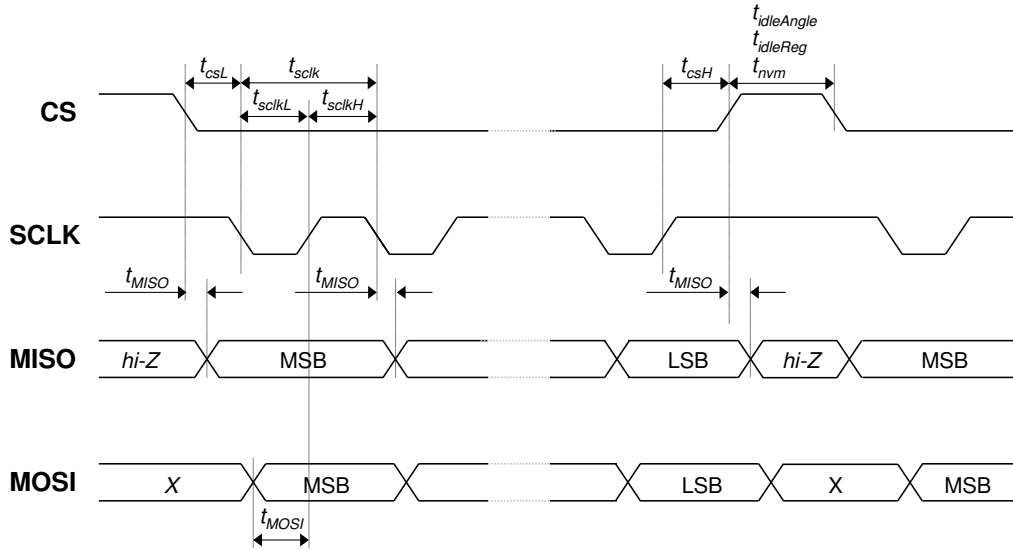 t_idleAngle
t_idleReg
t_csL t_sclk t_csH t_nvm
t_sclkL t_sclkH
CS
SCLK
t_MISO t_MISO t_MISO
MISO hi-Z MSB LSB hi-Z MSB
MOSI X MSB LSB X MSB
t_MOSI